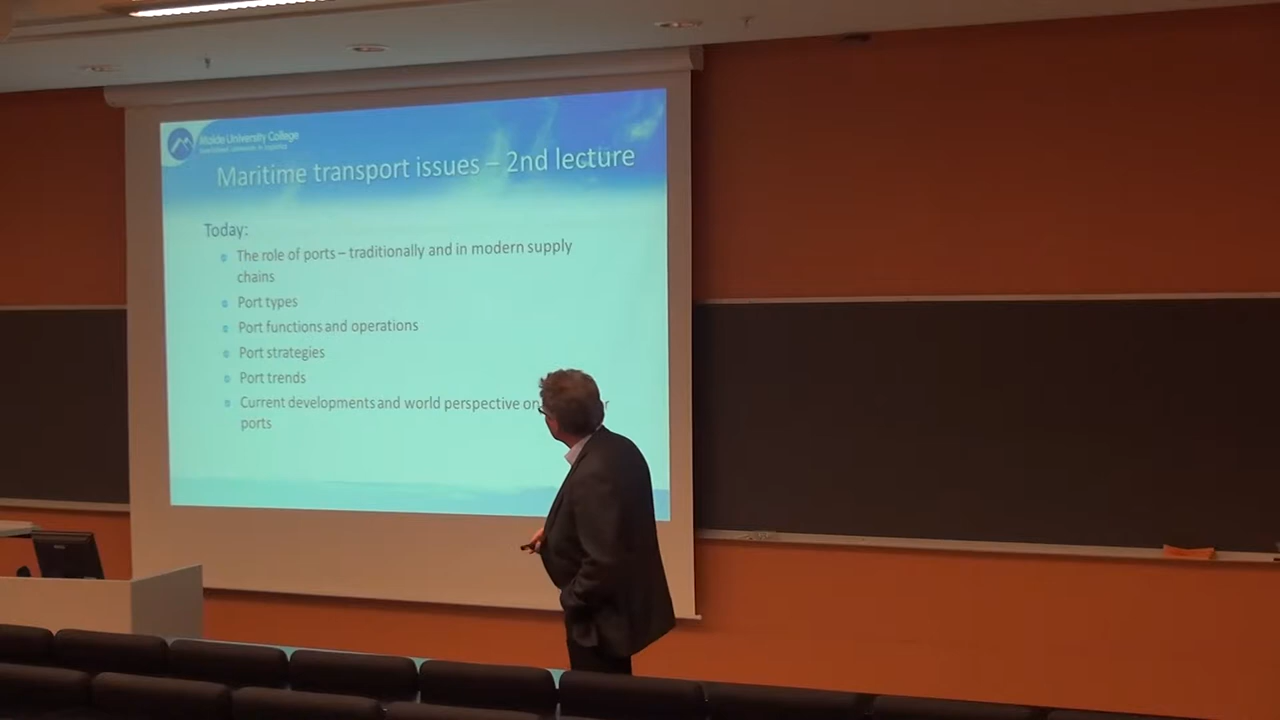 Molde University College
Maritime transport issues – 2nd lecture
Today:
The role of ports – traditionally and in modern supply
chains
Port types
Port functions and operations
Port strategies
Port trends
Current developments and world perspective on
ports